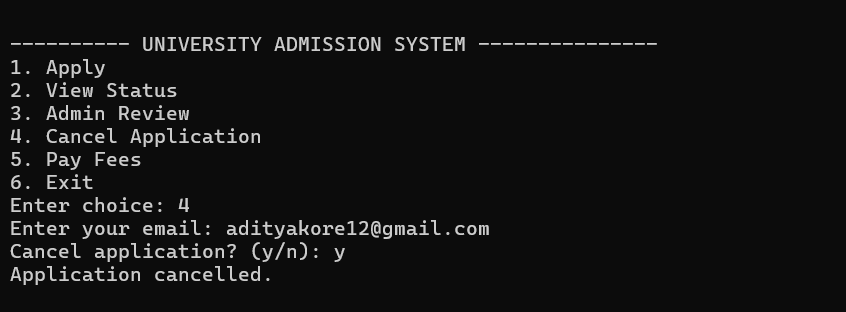 ---------- UNIVERSITY ADMISSION SYSTEM ---------------
1. Apply
2. View Status
3. Admin Review
4. Cancel Application
5. Pay Fees
6. Exit
Enter choice: 4
Enter your email: adityakore12@gmail.com
Cancel application? (y/n): y
Application cancelled.